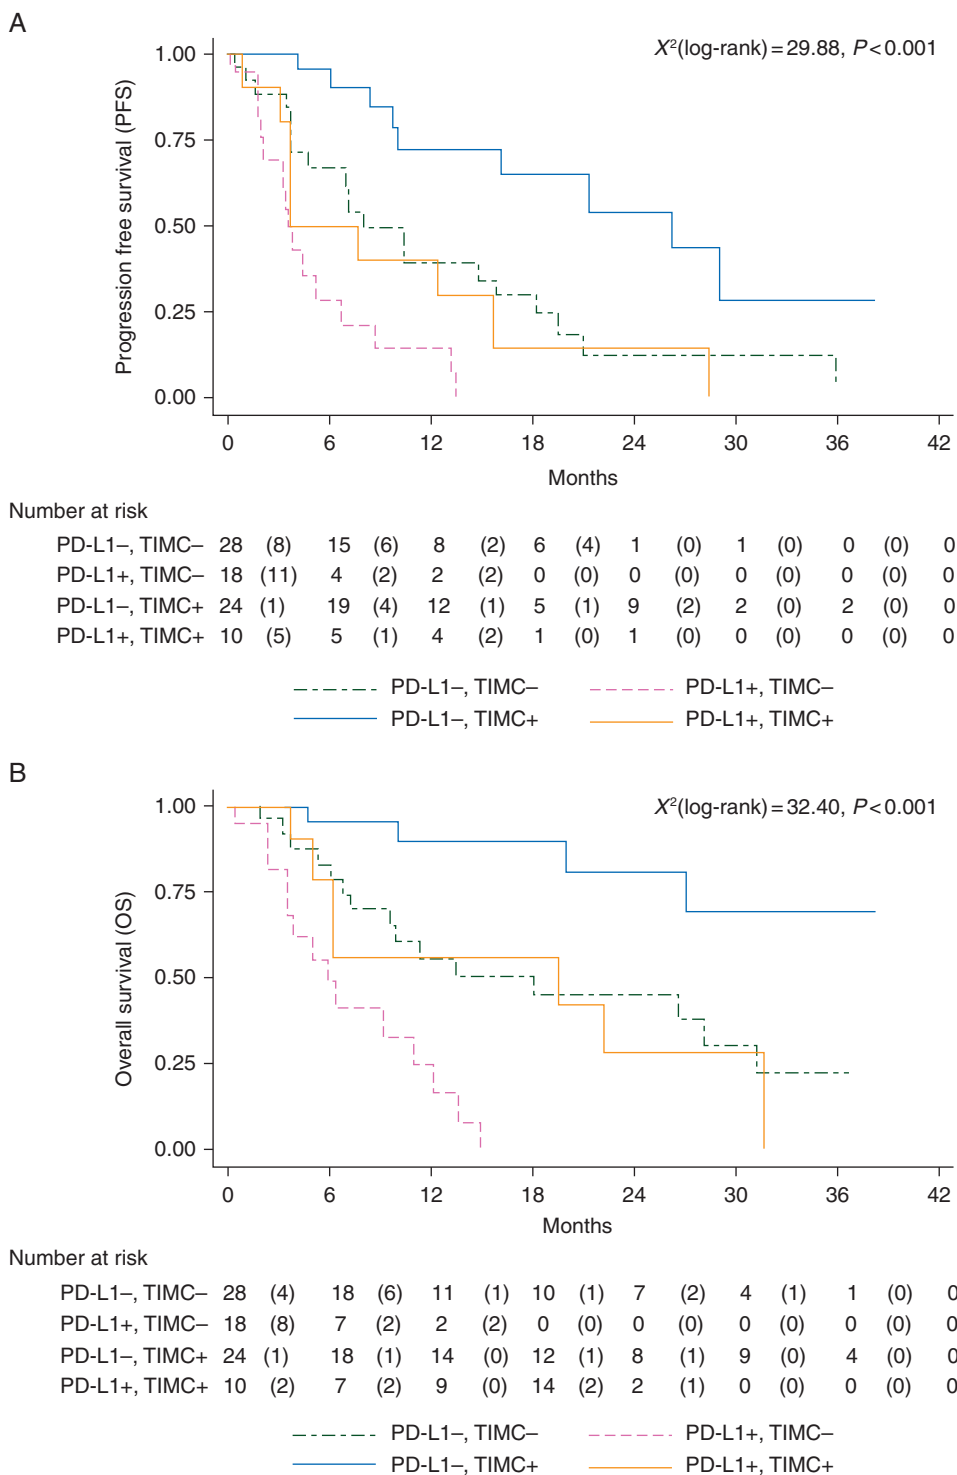 A
X²(log-rank) = 29.88, P < 0.001
Progression free survival (PFS)
1.00
0.75
0.50
0.25
0.00
0 6 12 18 24 30 36 42
Months
Number at risk
PD-L1–, TIMC– 28 (8) 15 (6) 8 (2) 6 (4) 1 (0) 1 (0) 0 (0) 0
PD-L1+, TIMC– 18 (11) 4 (2) 2 (2) 0 (0) 0 (0) 0 (0) 0 (0) 0
PD-L1–, TIMC+ 24 (1) 19 (4) 12 (1) 5 (1) 9 (2) 2 (0) 2 (0) 0
PD-L1+, TIMC+ 10 (5) 5 (1) 4 (2) 1 (0) 1 (0) 0 (0) 0 (0) 0
PD-L1–, TIMC– PD-L1+, TIMC–
PD-L1–, TIMC+ PD-L1+, TIMC+
B
X²(log-rank) = 32.40, P < 0.001
Overall survival (OS)
1.00
0.75
0.50
0.25
0.00
0 6 12 18 24 30 36 42
Months
Number at risk
PD-L1–, TIMC– 28 (4) 18 (6) 11 (1) 10 (1) 7 (2) 4 (1) 1 (0) 0
PD-L1+, TIMC– 18 (8) 7 (2) 2 (2) 0 (0) 0 (0) 0 (0) 0 (0) 0
PD-L1–, TIMC+ 24 (1) 18 (1) 14 (0) 12 (1) 8 (1) 9 (0) 4 (0) 0
PD-L1+, TIMC+ 10 (2) 7 (2) 9 (0) 14 (2) 2 (1) 0 (0) 0 (0) 0
PD-L1–, TIMC– PD-L1+, TIMC–
PD-L1–, TIMC+ PD-L1+, TIMC+